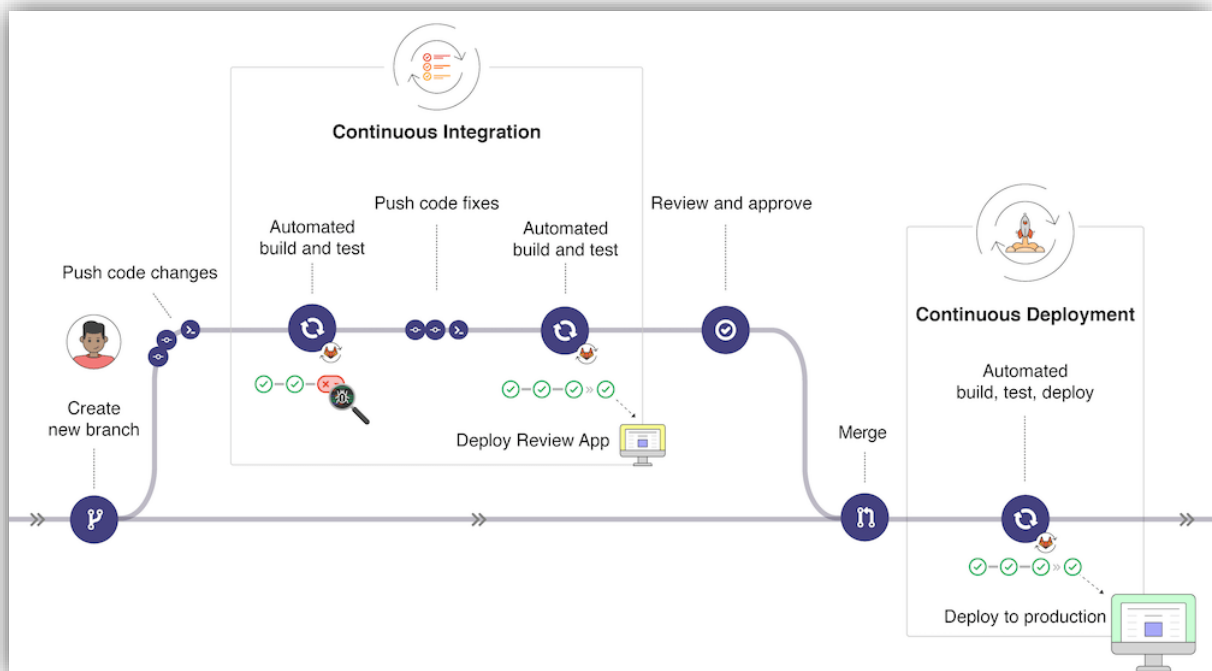 Continuous Integration
Push code fixes
Review and approve
Automated
build and test
Automated
build and test
Push code changes
Continuous Deployment
Automated
build, test, deploy
Create
new branch
Deploy Review App
Merge
Deploy to production